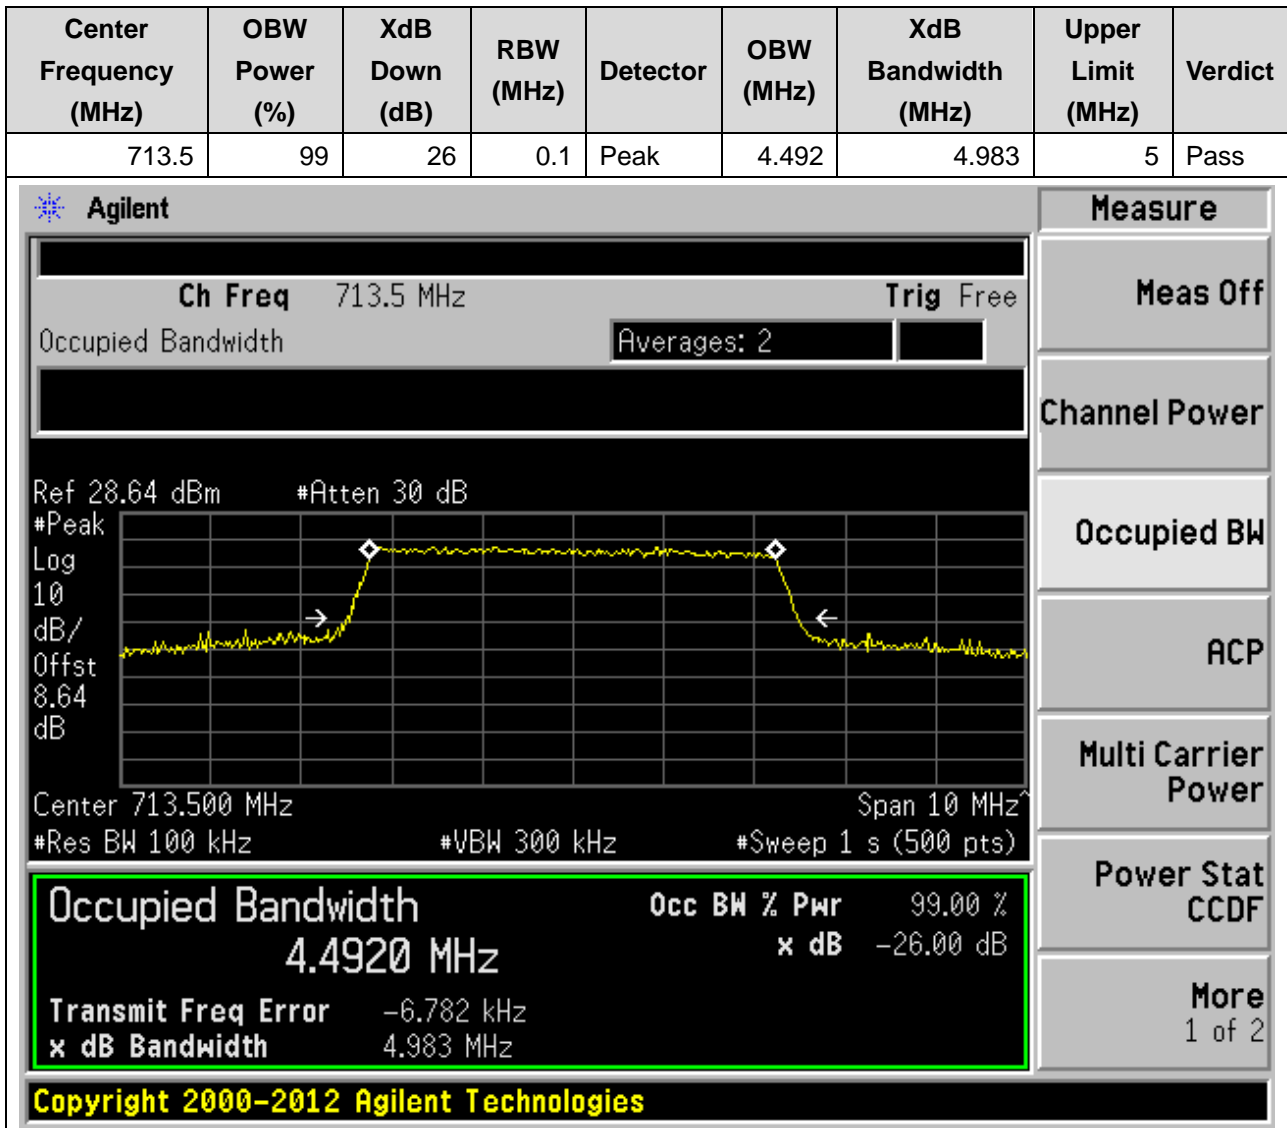 Center Frequency (MHz) OBW Power (%) XdB Down (dB) RBW (MHz) Detector OBW (MHz) XdB Bandwidth (MHz) Upper Limit (MHz) Verdict
713.5 99 26 0.1 Peak 4.492 4.983 5 Pass
Agilent
Measure
Ch Freq 713.5 MHz Trig Free
Meas Off
Occupied Bandwidth Averages: 2
Channel Power
Ref 28.64 dBm #Atten 30 dB
#Peak
Log
10
dB/
Offst
8.64
dB
Occupied BW
ACP
Multi Carrier
Power
Center 713.500 MHz Span 10 MHz^
#Res BW 100 kHz #VBW 300 kHz #Sweep 1 s (500 pts)
Power Stat
CCDF
Occupied Bandwidth Occ BW % Pwr 99.00 %
4.4920 MHz x dB -26.00 dB
Transmit Freq Error -6.782 kHz
x dB Bandwidth 4.983 MHz
More
1 of 2
Copyright 2000-2012 Agilent Technologies